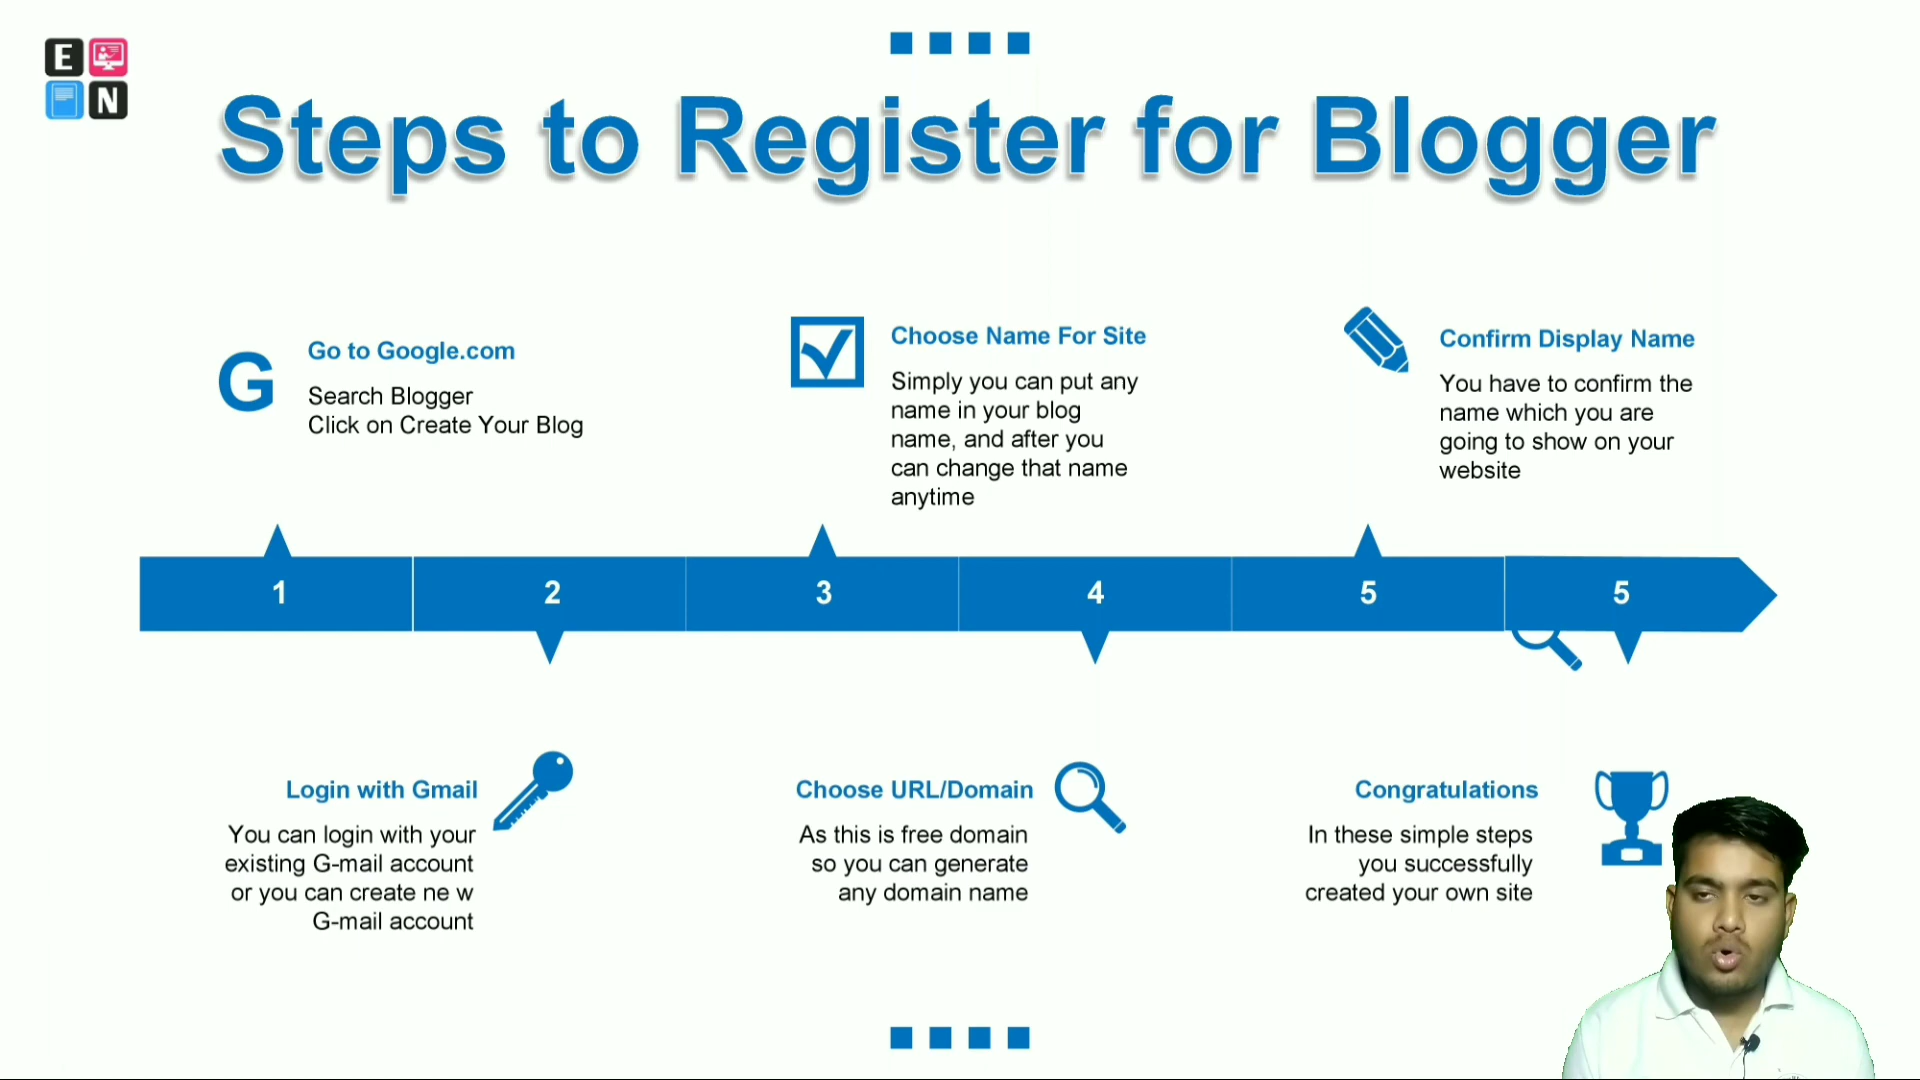 E
N
Steps to Register for Blogger
G
Go to Google.com
Search Blogger
Click on Create Your Blog
Choose Name For Site
Simply you can put any
name in your blog
name, and after you
can change that name
anytime
Confirm Display Name
You have to confirm the
name which you are
going to show on your
website
1 2 3 4 5 5
Login with Gmail
You can login with your
existing G-mail account
or you can create ne w
G-mail account
Choose URL/Domain
As this is free domain
so you can generate
any domain name
Congratulations
In these simple steps
you successfully
created your own site